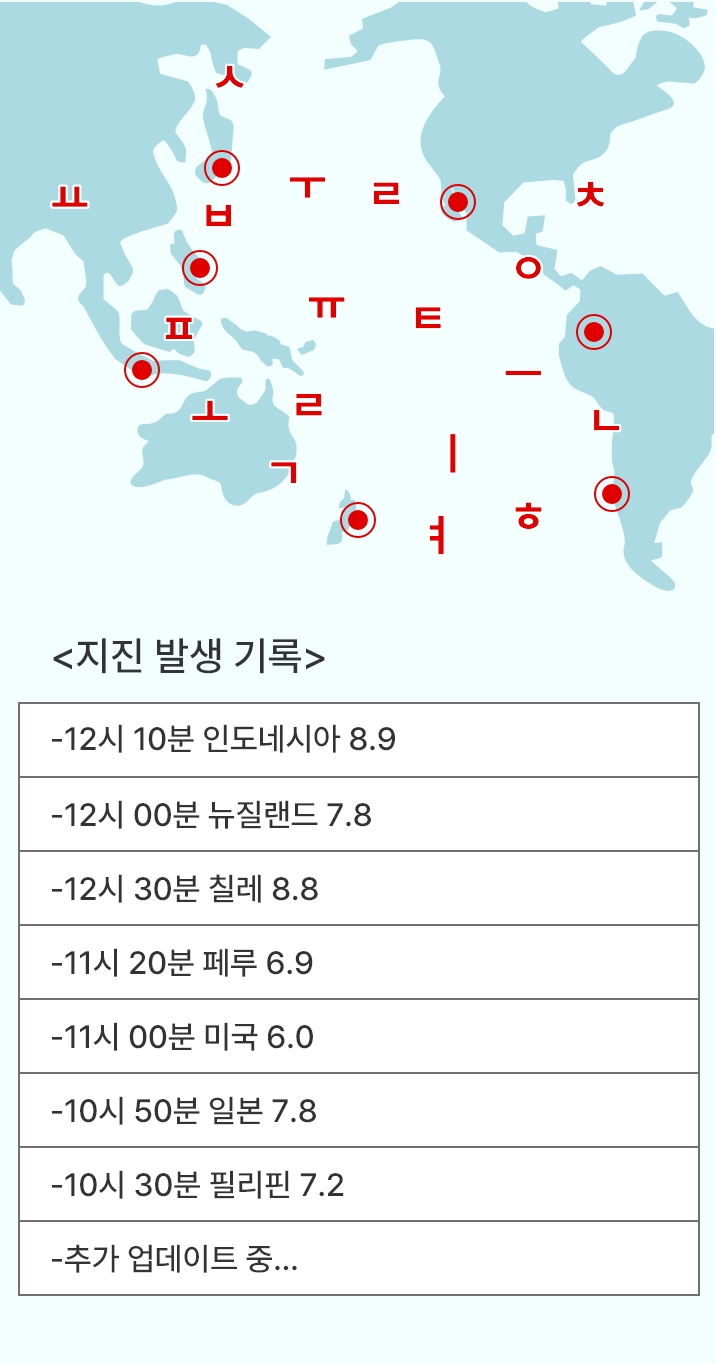 ㅅ
ㅛ
ㅜ
ㄹ
ㅊ
ㅂ
ㅇ
ㅠ
ㅌ
ㅍ
ㅡ
ㅗ
ㄹ
ㄴ
ㄱ
ㅣ
ㅕ
ㅎ
<지진 발생 기록>
-12시 10분 인도네시아 8.9
-12시 00분 뉴질랜드 7.8
-12시 30분 칠레 8.8
-11시 20분 페루 6.9
-11시 00분 미국 6.0
-10시 50분 일본 7.8
-10시 30분 필리핀 7.2
-추가 업데이트 중...